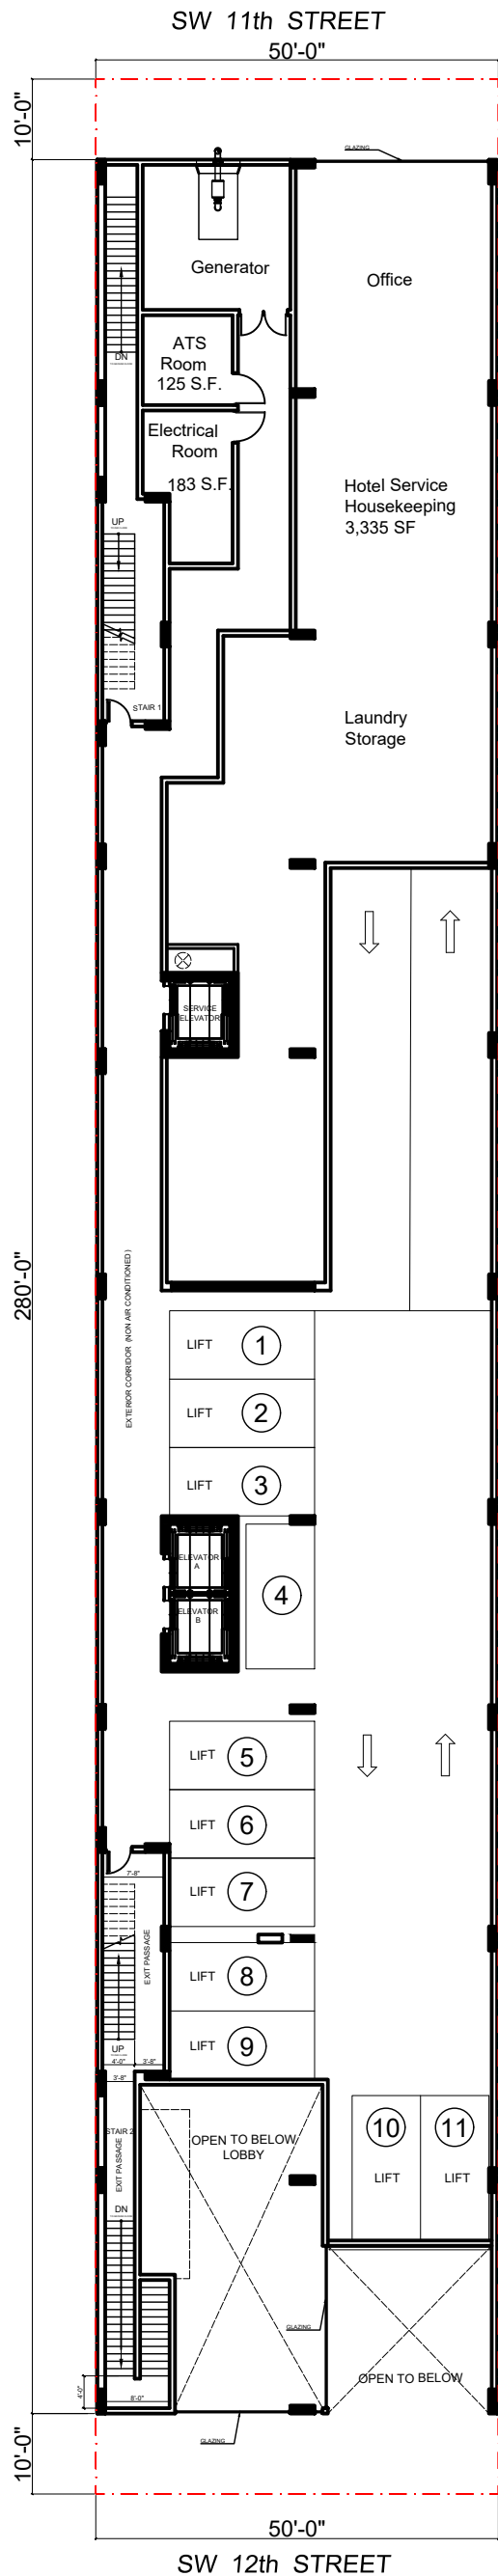 SW 11th STREET
50'-0"
10'-0"
GLAZING
Generator
Office
ATS
Room
125 S.F.
DN
Electrical
Room
183 S.F.
Hotel Service
Housekeeping
3,335 SF
UP
STAIR 1
Laundry
Storage
SERVICE
ELEVATOR
280'-0"
EXTERIOR CORRIDOR (NON AIR CONDITIONED)
LIFT 1
LIFT 2
LIFT 3
ELEVATOR
A
4
ELEVATOR
B
LIFT 5
LIFT 6
LIFT 7
7'-8"
EXIT PASSAGE
LIFT 8
LIFT 9
UP
4'-0"
3'-8"
3'-8"
10
11
LIFT
LIFT
STAIR 2
EXIT PASSAGE
OPEN TO BELOW
LOBBY
DN
GLAZING
OPEN TO BELOW
4'-0"
8'-0"
GLAZING
10'-0"
50'-0"
SW 12th STREET